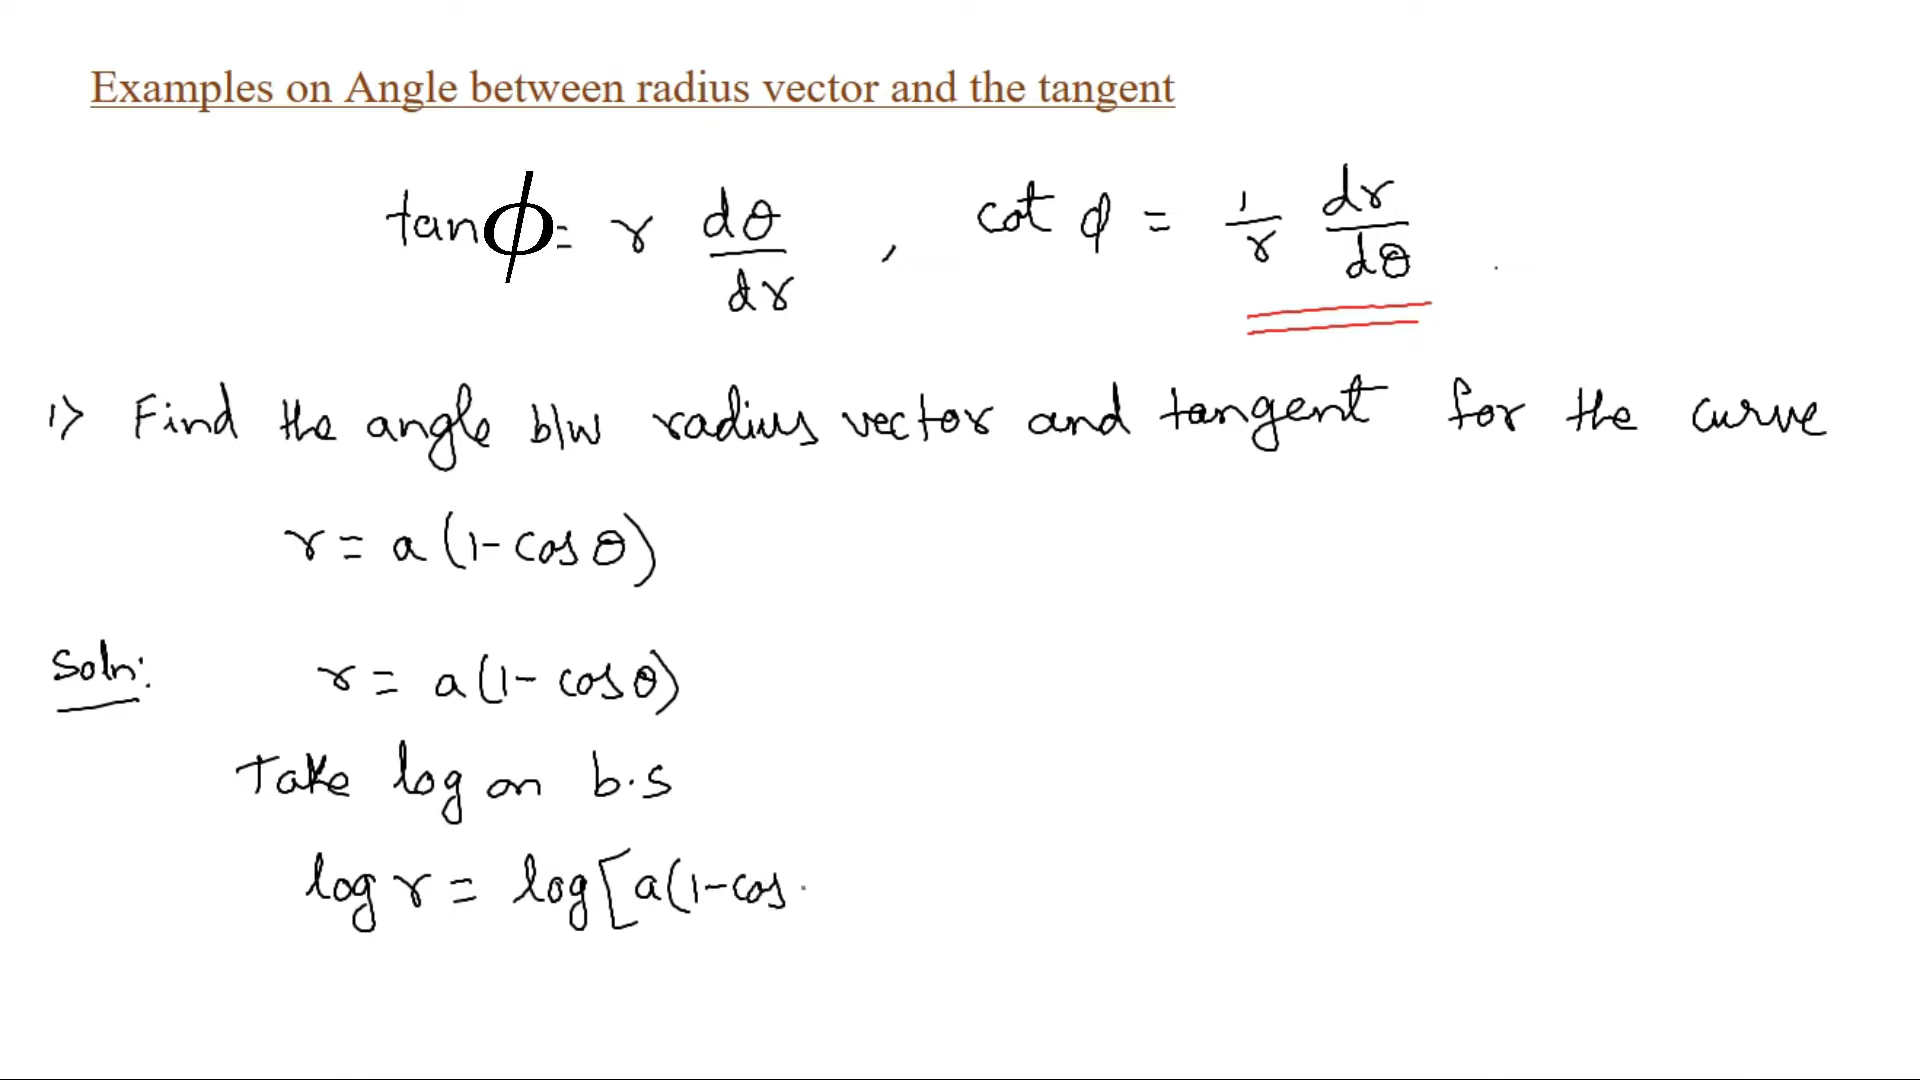 Examples on Angle between radius vector and the tangent
tanϕ = r dθ/dr , cot ϕ = 1/r dr/dθ
1) Find the angle b/w radius vector and tangent for the curve
r = a (1- cos θ)
Soln: r = a(1- cosθ)
Take log on b.s
log r = log[a(1-cos